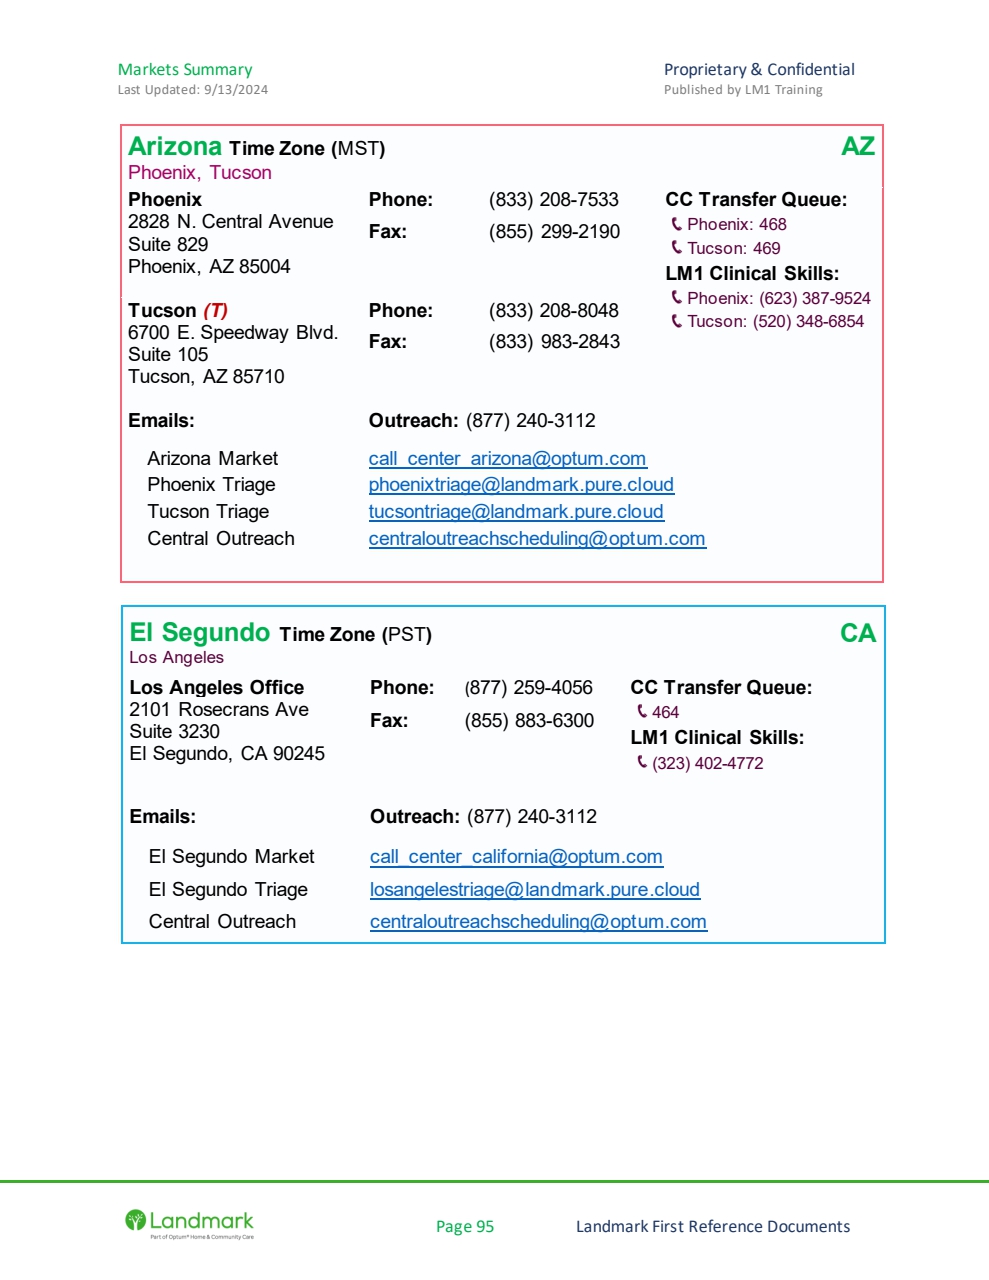 Markets Summary
Proprietary & Confidential
Last Updated: 9/13/2024
Published by LM1 Training
Arizona Time Zone (MST)
AZ
Phoenix, Tucson
Phoenix
2828 N. Central Avenue
Suite 829
Phoenix, AZ 85004
Phone: (833) 208-7533
Fax: (855) 299-2190
CC Transfer Queue:
Phoenix: 468
Tucson: 469
LM1 Clinical Skills:
Phoenix: (623) 387-9524
Tucson: (520) 348-6854
Tucson (T)
6700 E. Speedway Blvd.
Suite 105
Tucson, AZ 85710
Phone: (833) 208-8048
Fax: (833) 983-2843
Emails:
Outreach: (877) 240-3112
Arizona Market call_center_arizona@optum.com
Phoenix Triage phoenixtriage@landmark.pure.cloud
Tucson Triage tucsontriage@landmark.pure.cloud
Central Outreach centraloutreachscheduling@optum.com
El Segundo Time Zone (PST)
CA
Los Angeles
Los Angeles Office
2101 Rosecrans Ave
Suite 3230
El Segundo, CA 90245
Phone: (877) 259-4056
Fax: (855) 883-6300
CC Transfer Queue:
464
LM1 Clinical Skills:
(323) 402-4772
Emails:
Outreach: (877) 240-3112
El Segundo Market call_center_california@optum.com
El Segundo Triage losangelestriage@landmark.pure.cloud
Central Outreach centraloutreachscheduling@optum.com
Landmark
Part of Optum® Home & Community Care
Page 95
Landmark First Reference Documents